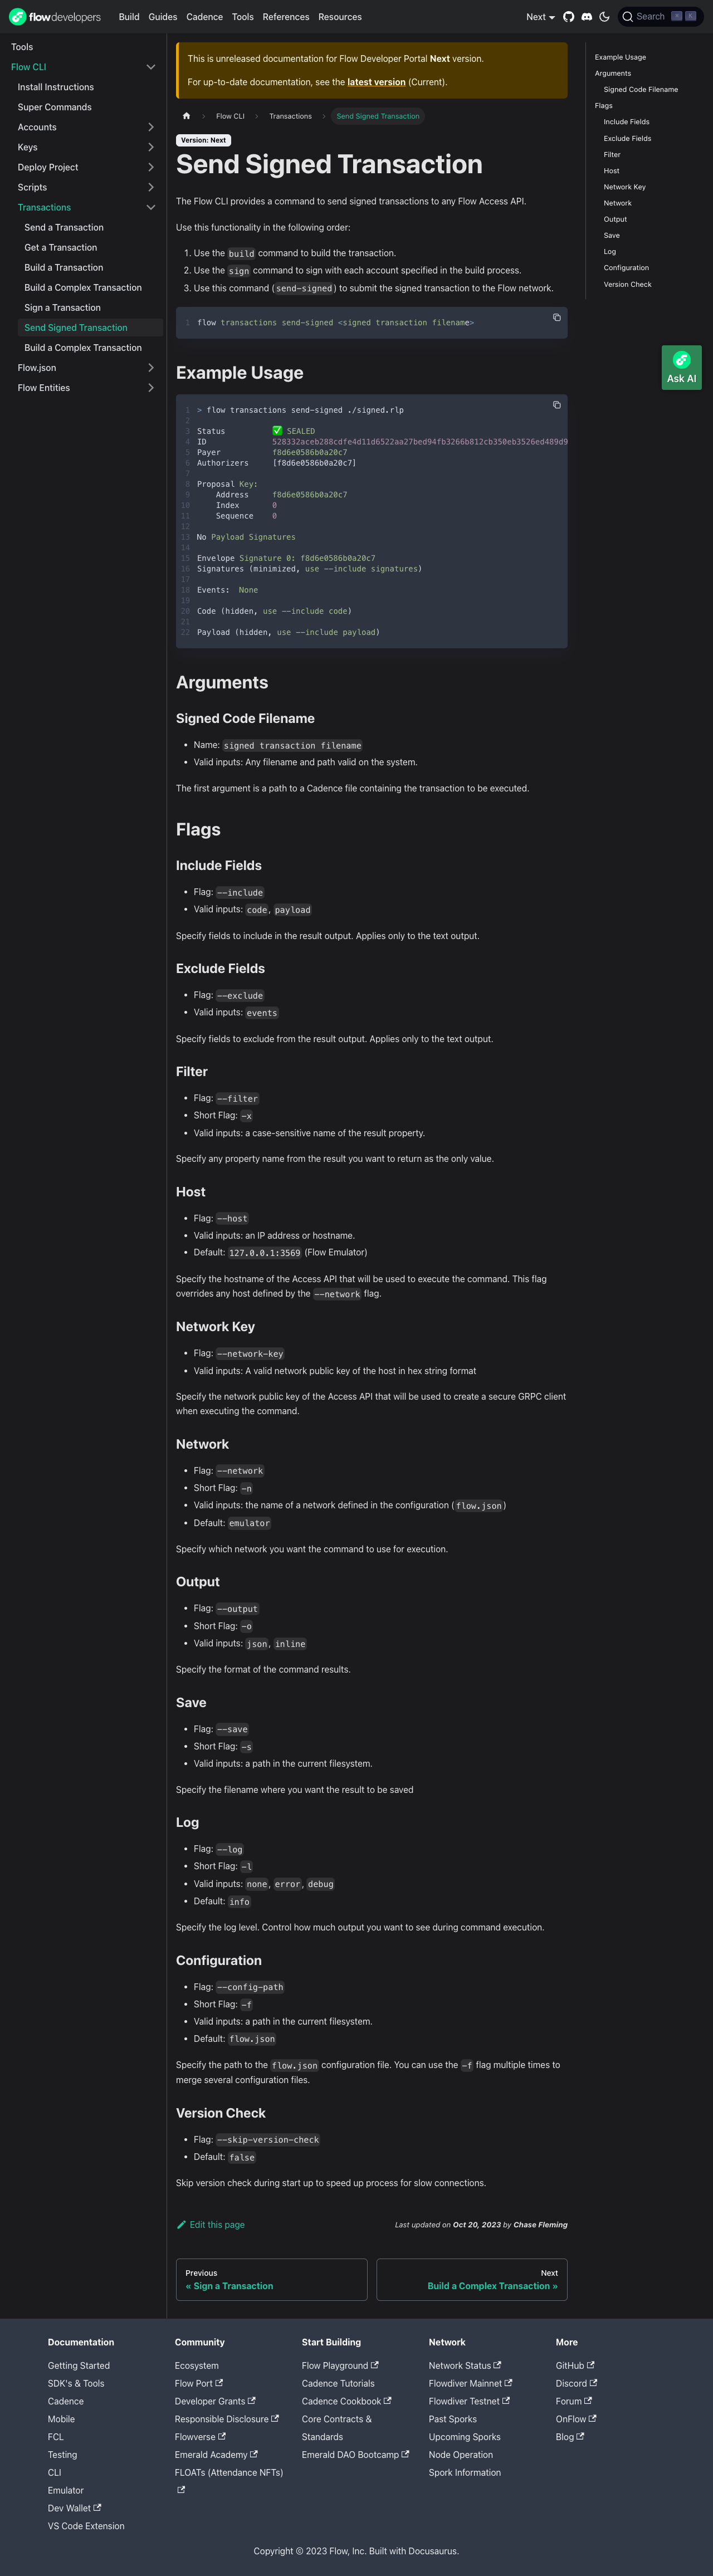 flowdevelopers Build Guides Cadence Tools References Resources Next Search
Tools
Flow CLI
Install Instructions
Super Commands
Accounts
Keys
Deploy Project
Scripts
Transactions
Send a Transaction
Get a Transaction
Build a Transaction
Build a Complex Transaction
Sign a Transaction
Send Signed Transaction
Build a Complex Transaction
Flow.json
Flow Entities
This is unreleased documentation for Flow Developer Portal Next version.
For up-to-date documentation, see the latest version (Current).
Flow CLI > Transactions > Send Signed Transaction
Version: Next
Send Signed Transaction
The Flow CLI provides a command to send signed transactions to any Flow Access API.
Use this functionality in the following order:
1. Use the build command to build the transaction.
2. Use the sign command to sign with each account specified in the build process.
3. Use this command (send-signed) to submit the signed transaction to the Flow network.
1 flow transactions send-signed <signed transaction filename>
Example Usage
1 > flow transactions send-signed ./signed.rlp
2
3 Status ✅ SEALED
4 ID 528332aceb288cdfe4d11d6522aa27bed94fb3266b812cb350eb3526ed489d9
5 Payer f8d6e0586b0a20c7
6 Authorizers [f8d6e0586b0a20c7]
7
8 Proposal Key:
9 Address f8d6e0586b0a20c7
10 Index 0
11 Sequence 0
12
13 No Payload Signatures
14
15 Envelope Signature 0: f8d6e0586b0a20c7
16 Signatures (minimized, use --include signatures)
17
18 Events: None
19
20 Code (hidden, use --include code)
21
22 Payload (hidden, use --include payload)
Arguments
Signed Code Filename
• Name: signed transaction filename
• Valid inputs: Any filename and path valid on the system.
The first argument is a path to a Cadence file containing the transaction to be executed.
Flags
Include Fields
• Flag: --include
• Valid inputs: code, payload
Specify fields to include in the result output. Applies only to the text output.
Exclude Fields
• Flag: --exclude
• Valid inputs: events
Specify fields to exclude from the result output. Applies only to the text output.
Filter
• Flag: --filter
• Short Flag: -x
• Valid inputs: a case-sensitive name of the result property.
Specify any property name from the result you want to return as the only value.
Host
• Flag: --host
• Valid inputs: an IP address or hostname.
• Default: 127.0.0.1:3569 (Flow Emulator)
Specify the hostname of the Access API that will be used to execute the command. This flag
overrides any host defined by the --network flag.
Network Key
• Flag: --network-key
• Valid inputs: A valid network public key of the host in hex string format
Specify the network public key of the Access API that will be used to create a secure GRPC client
when executing the command.
Network
• Flag: --network
• Short Flag: -n
• Valid inputs: the name of a network defined in the configuration (flow.json)
• Default: emulator
Specify which network you want the command to use for execution.
Output
• Flag: --output
• Short Flag: -o
• Valid inputs: json, inline
Specify the format of the command results.
Save
• Flag: --save
• Short Flag: -s
• Valid inputs: a path in the current filesystem.
Specify the filename where you want the result to be saved
Log
• Flag: --log
• Short Flag: -l
• Valid inputs: none, error, debug
• Default: info
Specify the log level. Control how much output you want to see during command execution.
Configuration
• Flag: --config-path
• Short Flag: -f
• Valid inputs: a path in the current filesystem.
• Default: flow.json
Specify the path to the flow.json configuration file. You can use the -f flag multiple times to
merge several configuration files.
Version Check
• Flag: --skip-version-check
• Default: false
Skip version check during start up to speed up process for slow connections.
Edit this page
Last updated on Oct 20, 2023 by Chase Fleming
Previous
« Sign a Transaction
Next
Build a Complex Transaction »
Example Usage
Arguments
Signed Code Filename
Flags
Include Fields
Exclude Fields
Filter
Host
Network Key
Network
Output
Save
Log
Configuration
Version Check
Ask AI
Documentation
Getting Started
SDK's & Tools
Cadence
Mobile
FCL
Testing
CLI
Emulator
Dev Wallet
VS Code Extension
Community
Ecosystem
Flow Port
Developer Grants
Responsible Disclosure
Flowverse
Emerald Academy
FLOATs (Attendance NFTs)
Start Building
Flow Playground
Cadence Tutorials
Cadence Cookbook
Core Contracts &
Standards
Emerald DAO Bootcamp
Network
Network Status
Flowdiver Mainnet
Flowdiver Testnet
Past Sporks
Upcoming Sporks
Node Operation
Spork Information
More
GitHub
Discord
Forum
OnFlow
Blog
Copyright © 2023 Flow, Inc. Built with Docusaurus.